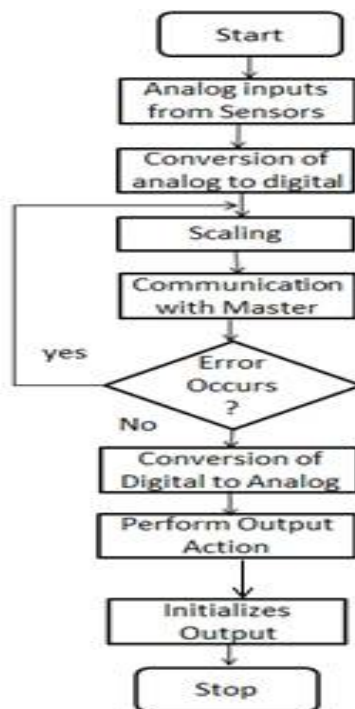 Start
Analog inputs
from Sensors
Conversion of
analog to digital
Scaling
Communication
with Master
yes
Error
Occurs
?
No
Conversion of
Digital to Analog
Perform Output
Action
Initializes
Output
Stop